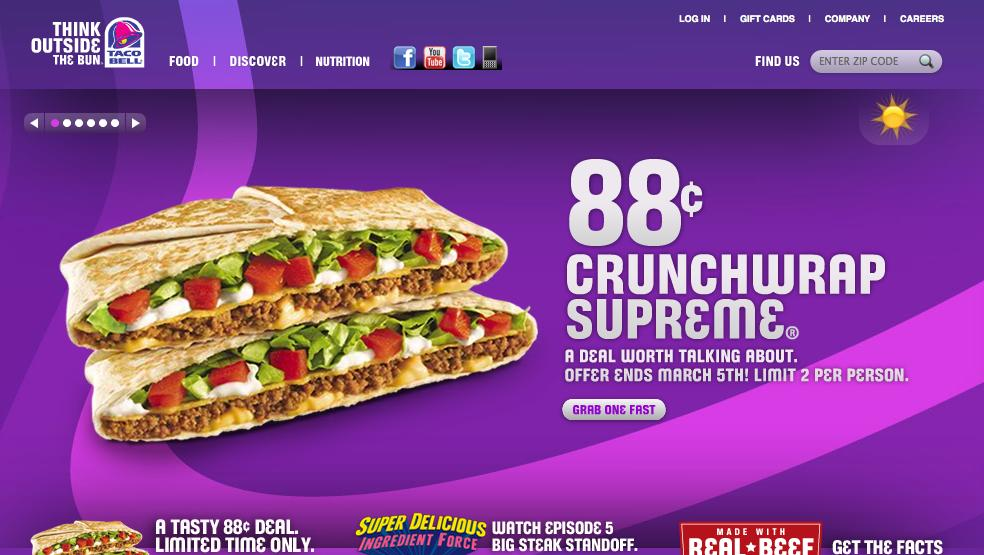 THINK
OUTSIDE
THE BUN.
TACO
BELL
LOG IN | GIFT CARDS | COMPANY | CAREERS
FOOD | DISCOVER | NUTRITION
You
Tube
FIND US
ENTER ZIP CODE
88¢
CRUNCHWRAP
SUPREME®
A DEAL WORTH TALKING ABOUT.
OFFER ENDS MARCH 5TH! LIMIT 2 PER PERSON.
GRAB ONE FAST
A TASTY 88¢ DEAL.
LIMITED TIME ONLY.
SUPER DELICIOUS
INGREDIENT FORCE
WATCH EPISODE 5
BIG STEAK STANDOFF.
MADE WITH
REAL★BEEF
GET THE FACTS